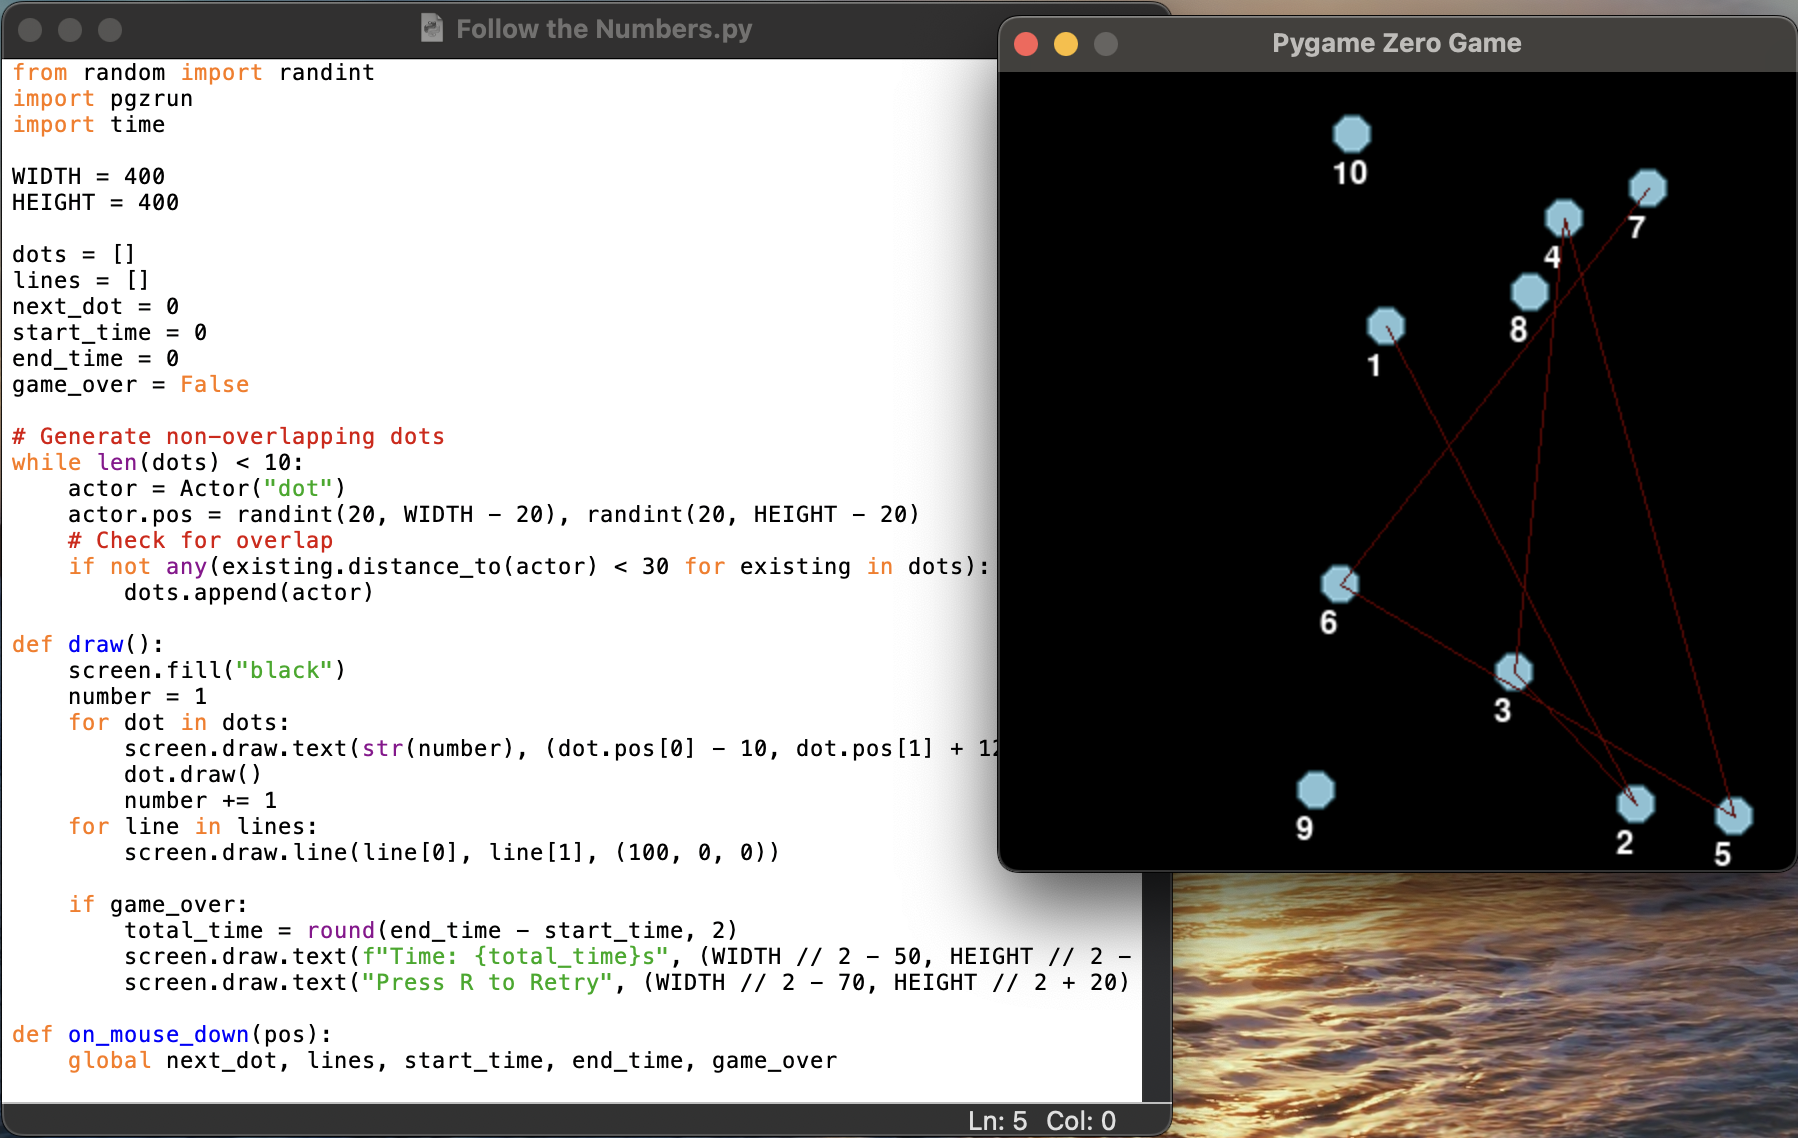 Follow the Numbers.py
from random import randint
import pgzrun
import time
WIDTH = 400
HEIGHT = 400
dots = []
lines = []
next_dot = 0
start_time = 0
end_time = 0
game_over = False
# Generate non-overlapping dots
while len(dots) < 10:
    actor = Actor("dot")
    actor.pos = randint(20, WIDTH - 20), randint(20, HEIGHT - 20)
    # Check for overlap
    if not any(existing.distance_to(actor) < 30 for existing in dots):
        dots.append(actor)
def draw():
    screen.fill("black")
    number = 1
    for dot in dots:
        screen.draw.text(str(number), (dot.pos[0] - 10, dot.pos[1] + 12
        dot.draw()
        number += 1
    for line in lines:
        screen.draw.line(line[0], line[1], (100, 0, 0))
    if game_over:
        total_time = round(end_time - start_time, 2)
        screen.draw.text(f"Time: {total_time}s", (WIDTH // 2 - 50, HEIGHT // 2 -
        screen.draw.text("Press R to Retry", (WIDTH // 2 - 70, HEIGHT // 2 + 20)
def on_mouse_down(pos):
    global next_dot, lines, start_time, end_time, game_over
Ln: 5 Col: 0
Pygame Zero Game
10
7
4
8
1
6
3
9
2
5